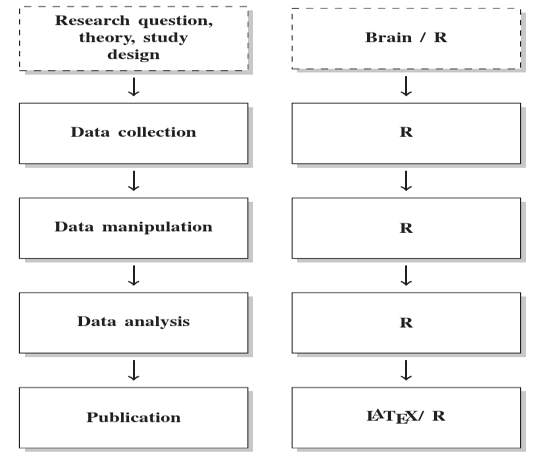 Research question,
theory, study
design
Brain / R
Data collection
R
Data manipulation
R
Data analysis
R
Publication
LATEX/ R